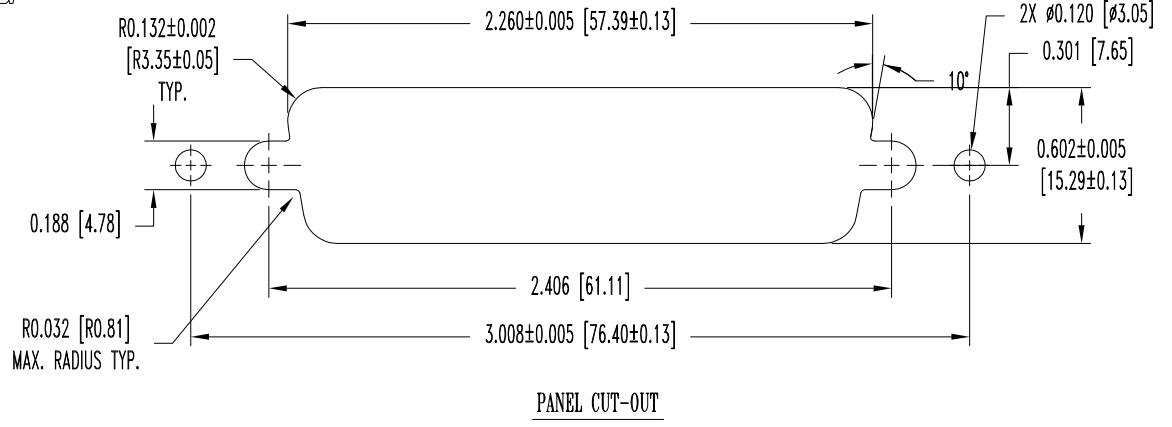 2.260±0.005 [57.39±0.13]
2X ø0.120 [ø3.05]
R0.132±0.002
[R3.35±0.05]
TYP.
0.301 [7.65]
10°
0.602±0.005
[15.29±0.13]
0.188 [4.78]
2.406 [61.11]
R0.032 [R0.81]
MAX. RADIUS TYP.
3.008±0.005 [76.40±0.13]
PANEL CUT-OUT